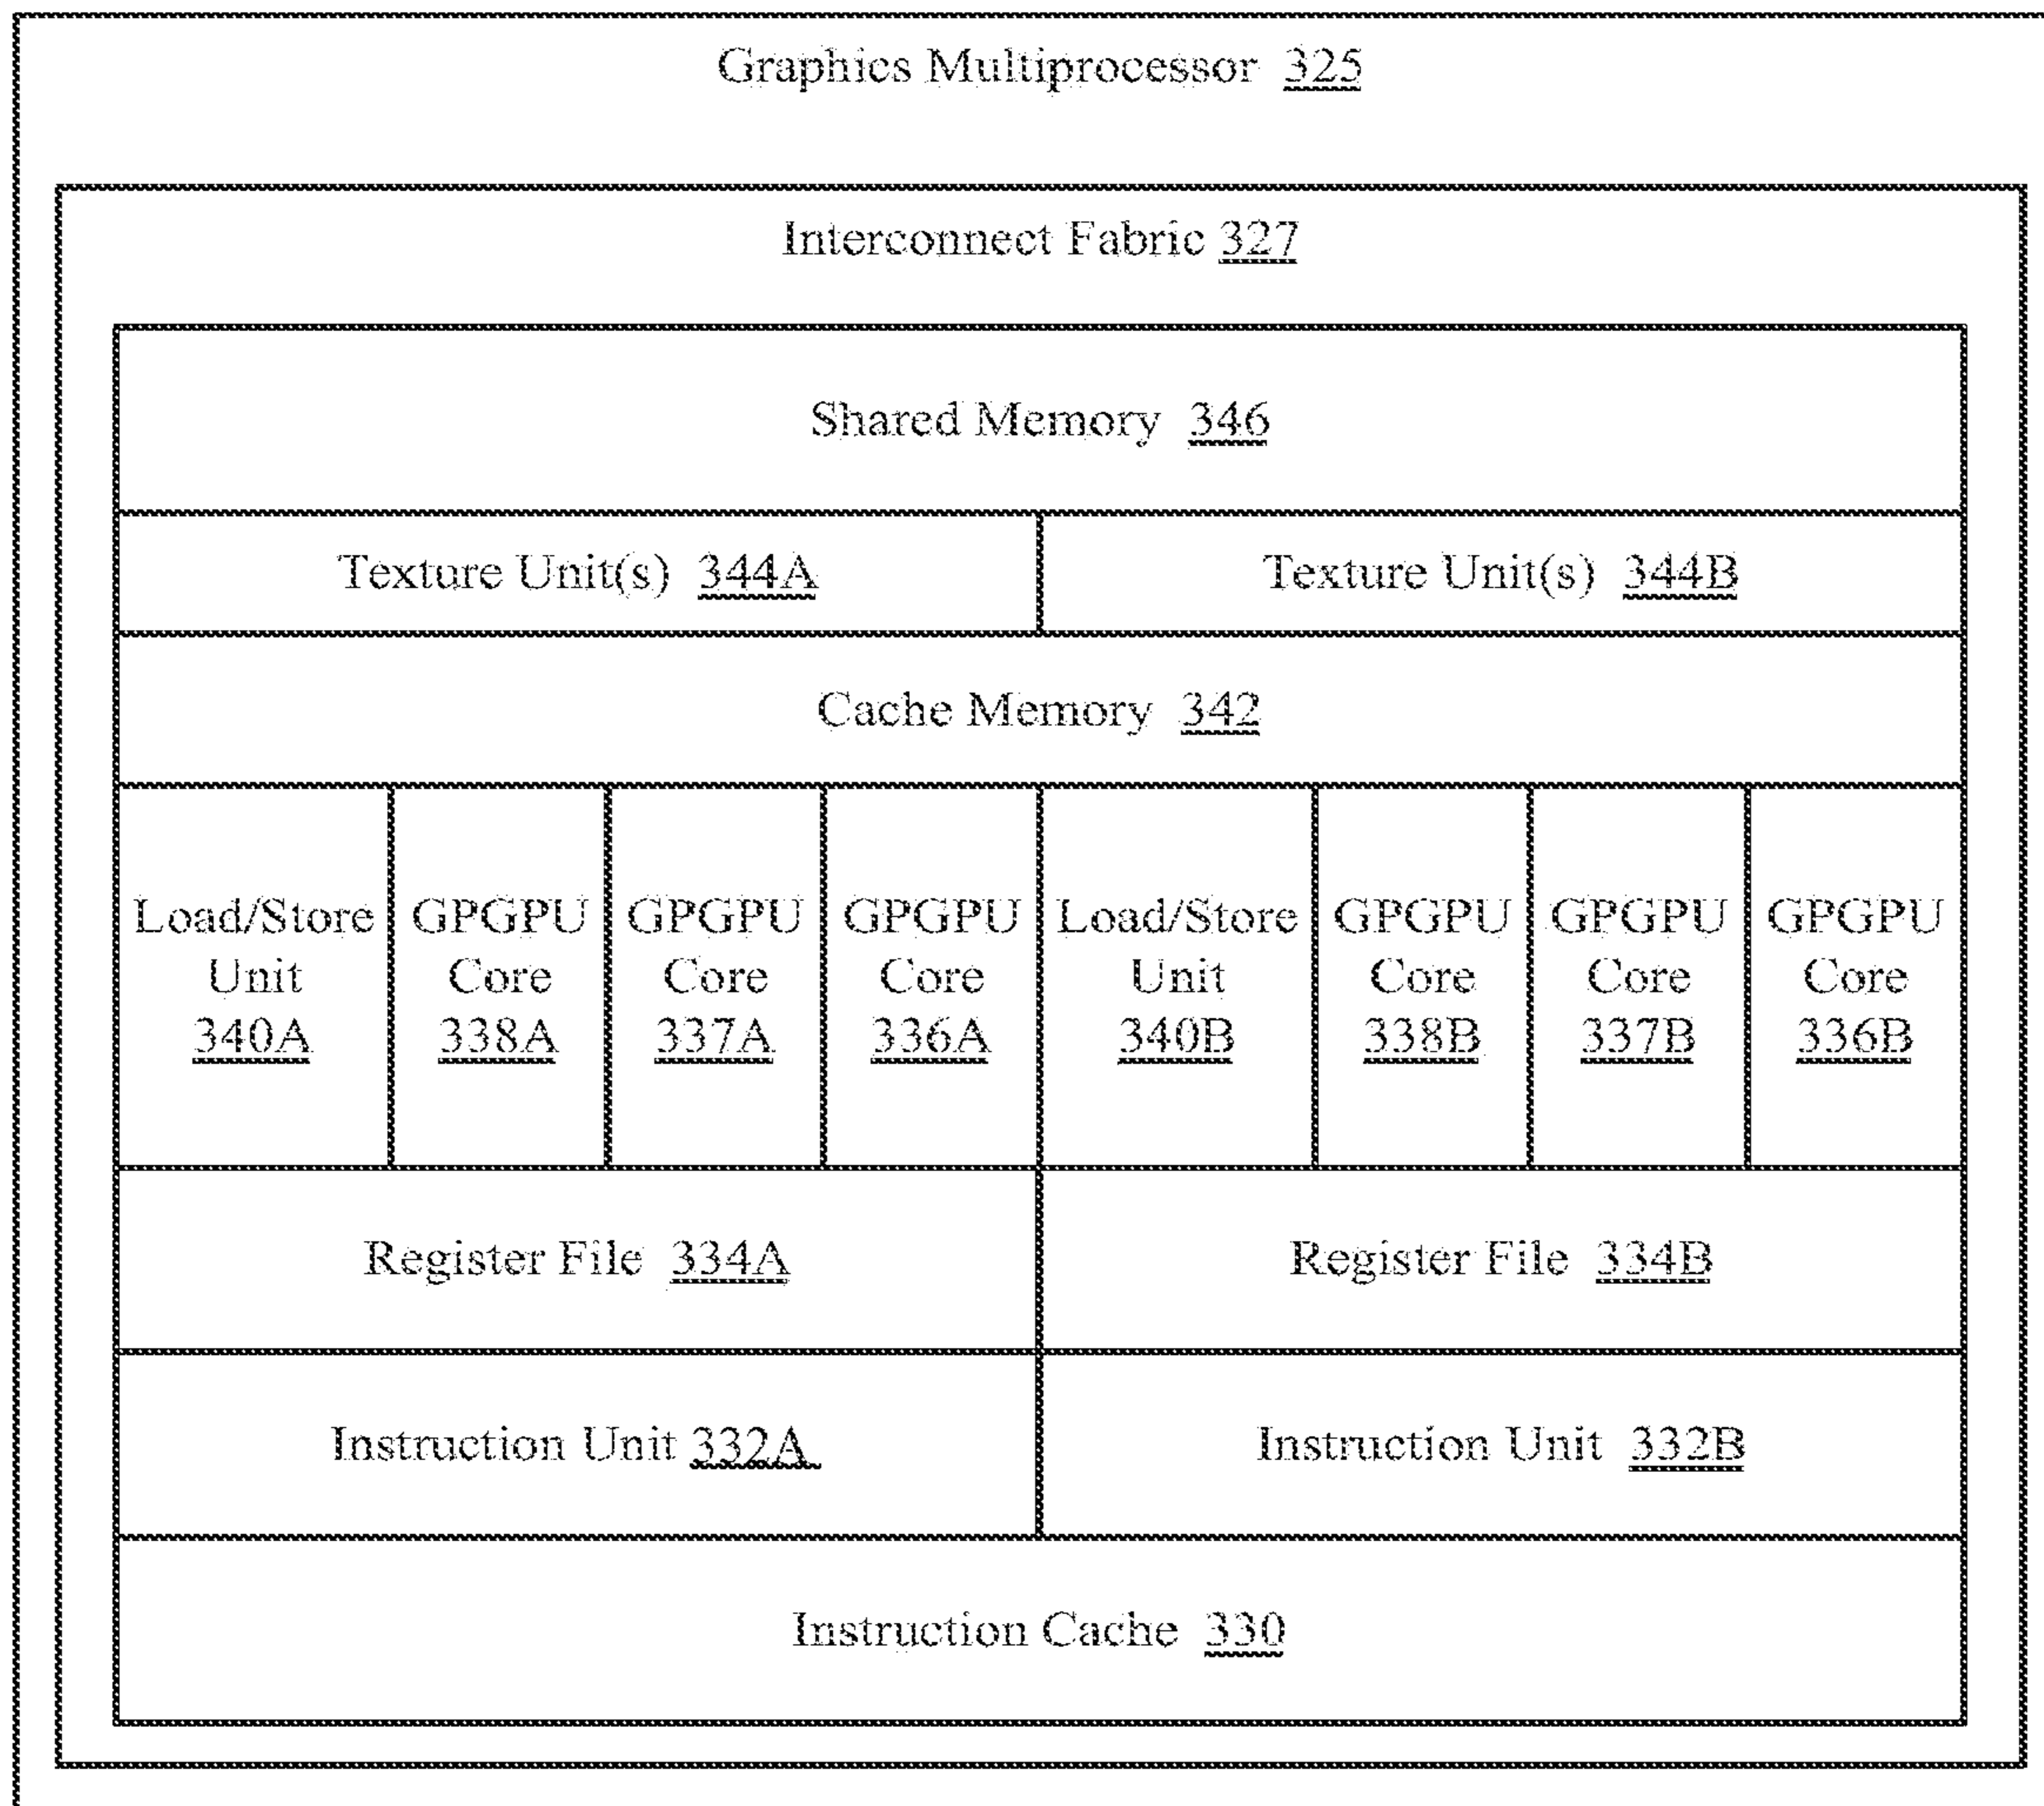 Graphics Multiprocessor 325
Interconnect Fabric 327
Shared Memory 346
Texture Unit(s) 344A
Texture Unit(s) 344B
Cache Memory 342
Load/Store
Unit
340A
GPGPU
Core
338A
GPGPU
Core
337A
GPGPU
Core
336A
Load/Store
Unit
340B
GPGPU
Core
338B
GPGPU
Core
337B
GPGPU
Core
336B
Register File 334A
Register File 334B
Instruction Unit 332A
Instruction Unit 332B
Instruction Cache 330